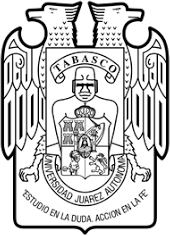 TABASCO
UNIVERSIDAD JUAREZ AUTONOMA
"ESTUDIO EN LA DUDA. ACCION EN LA FE"